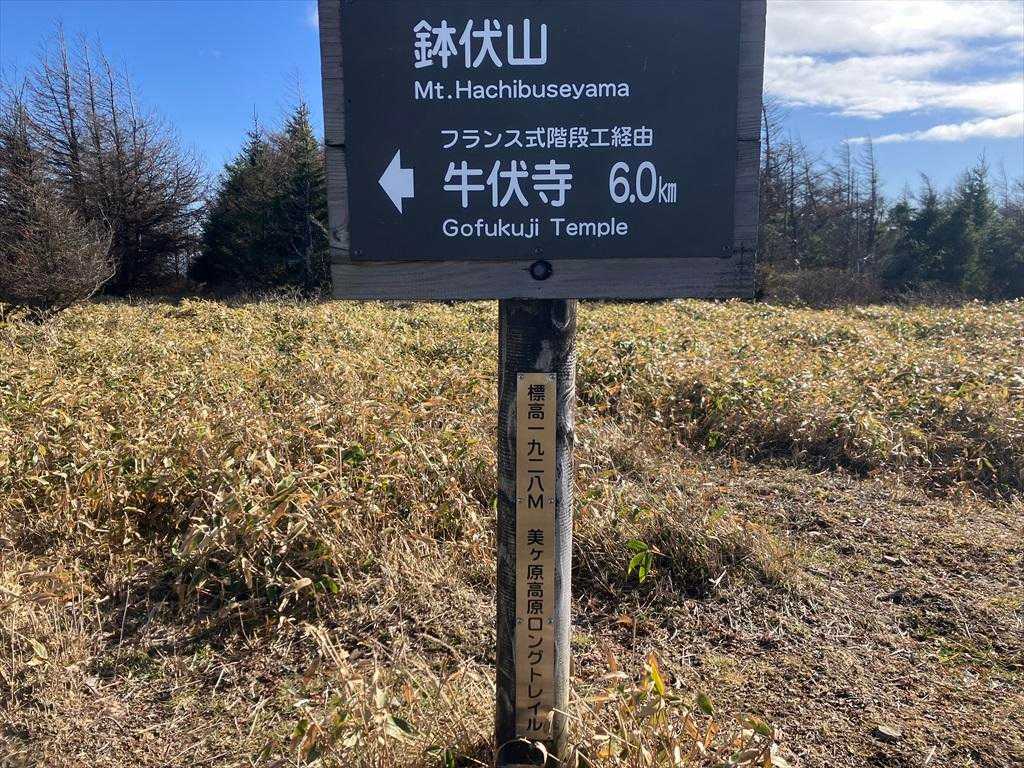 鉢伏山
Mt.Hachibuseyama
フランス式階段工経由
牛伏寺 6.0km
Gofukuji Temple
標高一九二八M 美ヶ原高原ロングトレイル